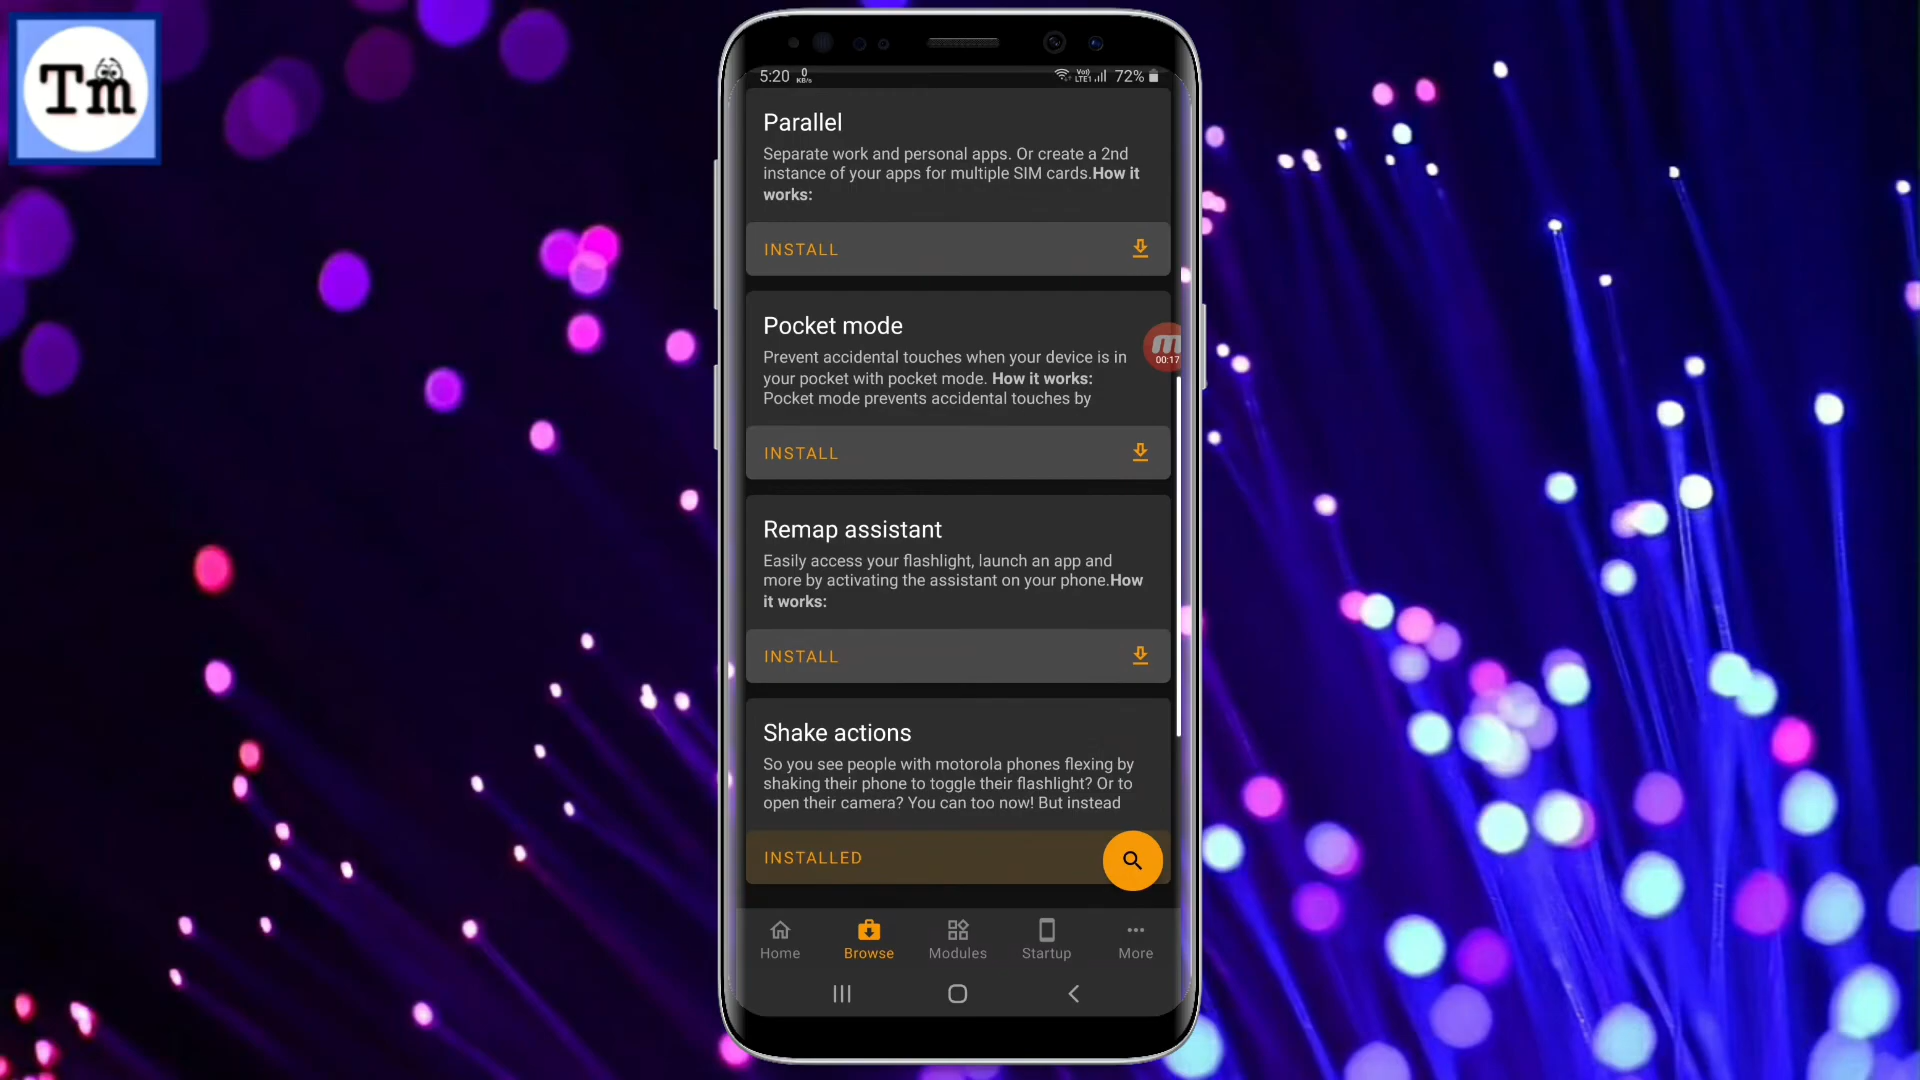 Tm
5:20 0 KB/s Vo) LTE1 72%
Parallel
Separate work and personal apps. Or create a 2nd
instance of your apps for multiple SIM cards.How it
works:
INSTALL
Pocket mode
Prevent accidental touches when your device is in
your pocket with pocket mode. How it works:
Pocket mode prevents accidental touches by
00:17
INSTALL
Remap assistant
Easily access your flashlight, launch an app and
more by activating the assistant on your phone.How
it works:
INSTALL
Shake actions
So you see people with motorola phones flexing by
shaking their phone to toggle their flashlight? Or to
open their camera? You can too now! But instead
INSTALLED
Home Browse Modules Startup More